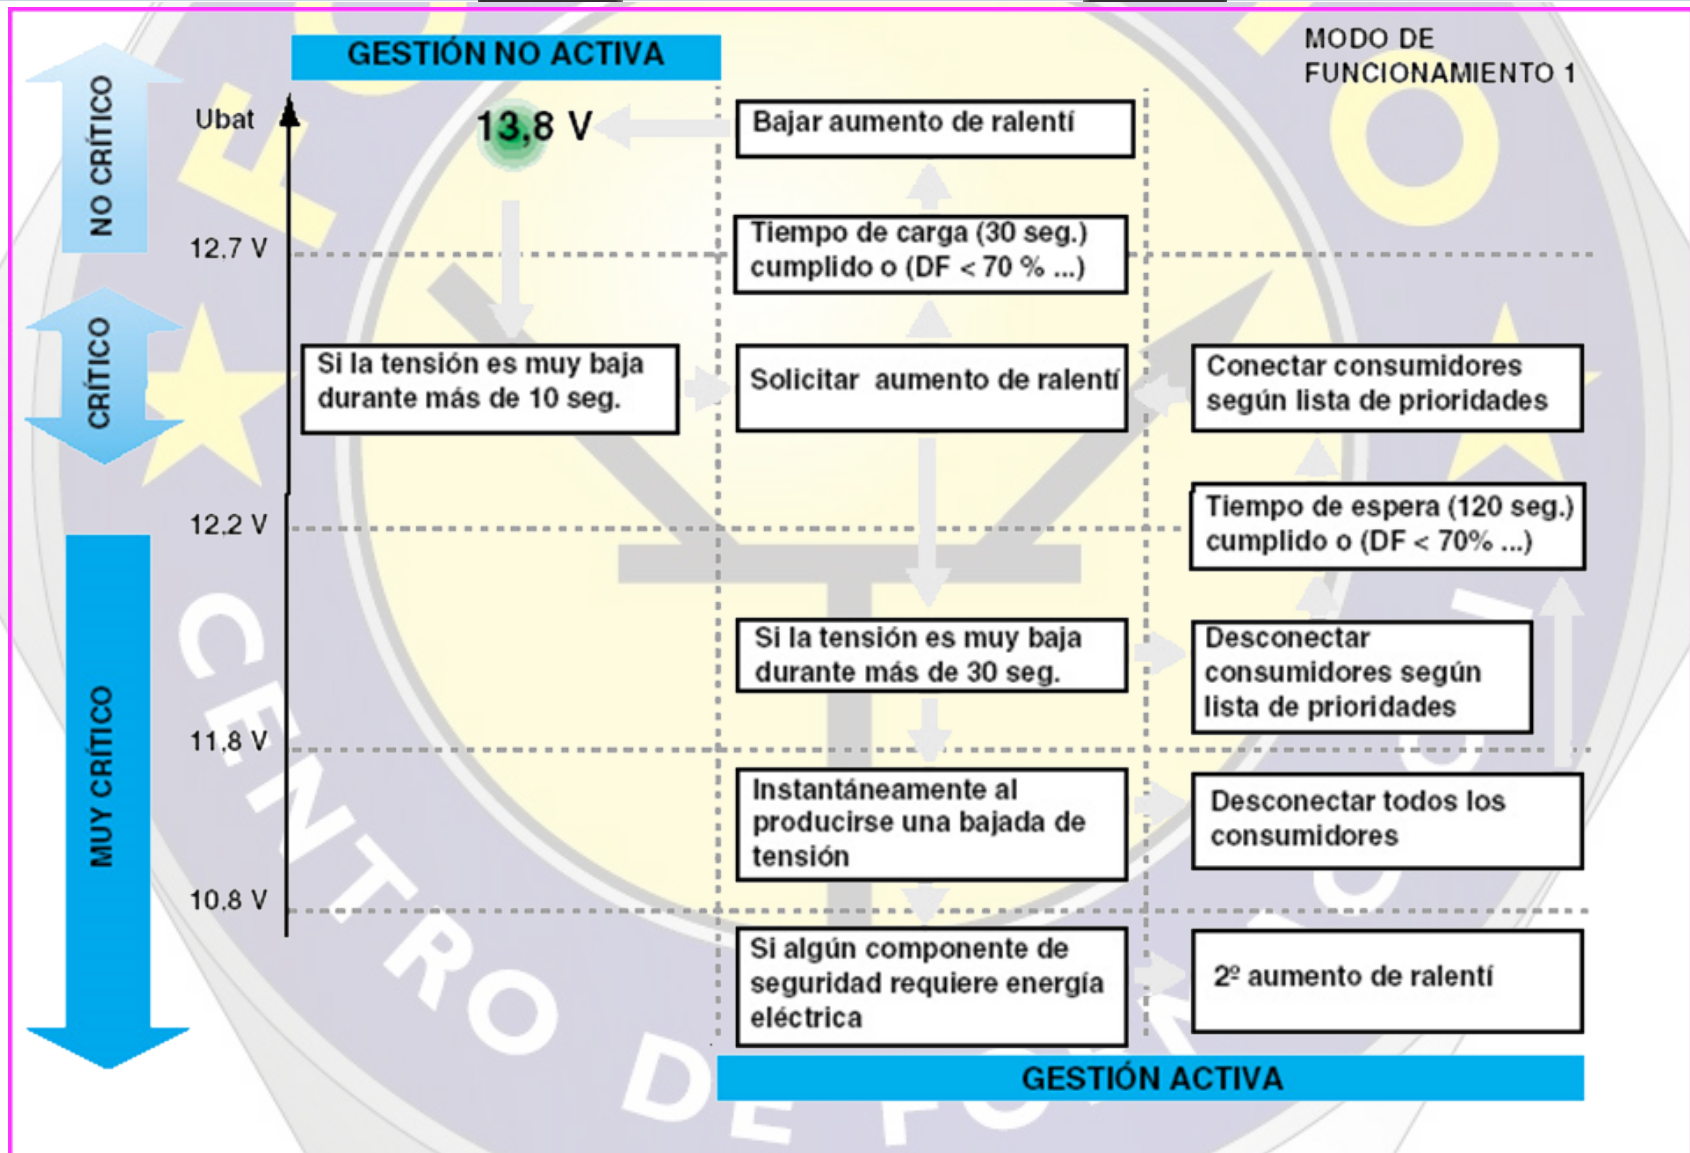 GESTIÓN NO ACTIVA
MODO DE
FUNCIONAMIENTO 1
NO CRÍTICO
Ubat
13,8 V
Bajar aumento de ralentí
12,7 V
Tiempo de carga (30 seg.)
cumplido o (DF < 70 % ...)
CRÍTICO
Si la tensión es muy baja
durante más de 10 seg.
Solicitar aumento de ralentí
Conectar consumidores
según lista de prioridades
12,2 V
Tiempo de espera (120 seg.)
cumplido o (DF < 70% ...)
MUY CRÍTICO
Si la tensión es muy baja
durante más de 30 seg.
Desconectar
consumidores según
lista de prioridades
11,8 V
Instantáneamente al
producirse una bajada de
tensión
Desconectar todos los
consumidores
10,8 V
Si algún componente de
seguridad requiere energía
eléctrica
2º aumento de ralentí
GESTIÓN ACTIVA
CENTRO DE